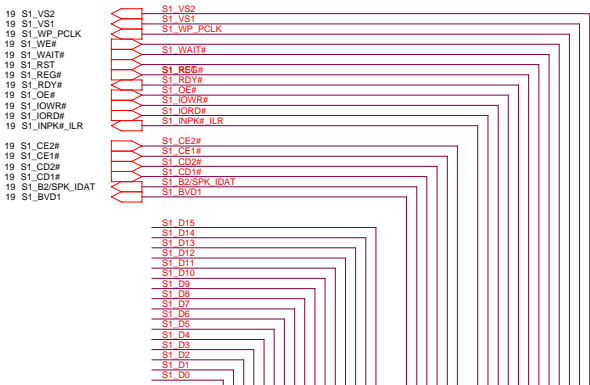 19 S1_VS2 S1_VS2
19 S1_VS1 S1_VS1
19 S1_WP_PCLK S1_WP_PCLK
19 S1_WE#
19 S1_WAIT# S1_WAIT#
19 S1_RST S1_RST
19 S1_REG# S1_REG#
19 S1_RDY# S1_RDY#
19 S1_OE# S1_OE#
19 S1_IOWR# S1_IOWR#
19 S1_IORD# S1_IORD#
19 S1_INPK#_ILR S1_INPK#_ILR
19 S1_CE2# S1_CE2#
19 S1_CE1# S1_CE1#
19 S1_CD2# S1_CD2#
19 S1_CD1# S1_CD1#
19 S1_B2/SPK_IDAT S1_B2/SPK_IDAT
19 S1_BVD1 S1_BVD1
S1_D15
S1_D14
S1_D13
S1_D12
S1_D11
S1_D10
S1_D9
S1_D8
S1_D7
S1_D6
S1_D5
S1_D4
S1_D3
S1_D2
S1_D1
S1_D0